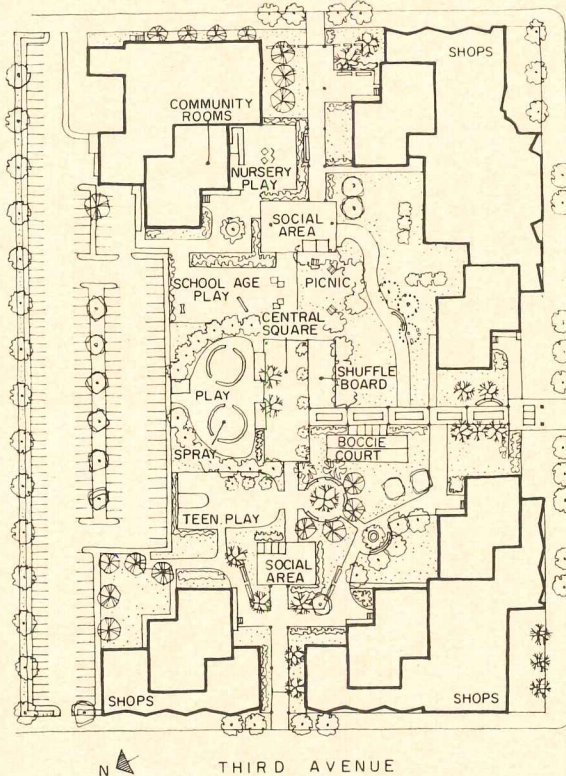 SHOPS
COMMUNITY
ROOMS
NURSERY
PLAY
SOCIAL
AREA
SCHOOL AGE
PLAY
PICNIC
CENTRAL
SQUARE
PLAY
SHUFFLE
BOARD
SPRAY
BOCCIE
COURT
TEEN. PLAY
SOCIAL
AREA
SHOPS
SHOPS
N
THIRD AVENUE